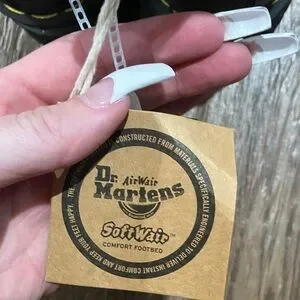 CONSTRUCTED FROM MATERIALS SPECIFICALLY ENGINEERED TO DELIVER INSTANT COMFORT AND KEEP YOUR FEET HAPPY.
Dr.
AirWair
Martens
SoftWair™
COMFORT FOOTBED